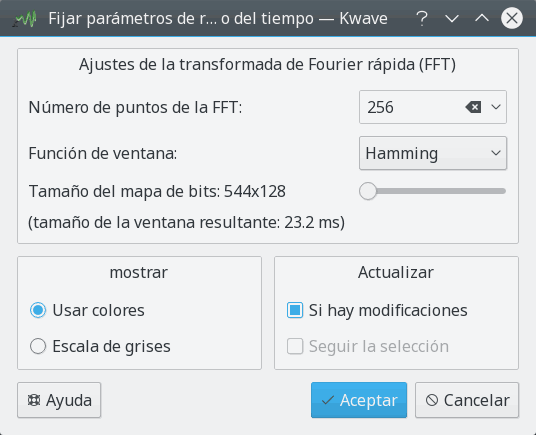 Fijar parámetros de r... o del tiempo — Kwave
Ajustes de la transformada de Fourier rápida (FFT)
Número de puntos de la FFT: 256
Función de ventana: Hamming
Tamaño del mapa de bits: 544x128
(tamaño de la ventana resultante: 23.2 ms)
mostrar
Usar colores
Escala de grises
Actualizar
Si hay modificaciones
Seguir la selección
Ayuda
Aceptar
Cancelar